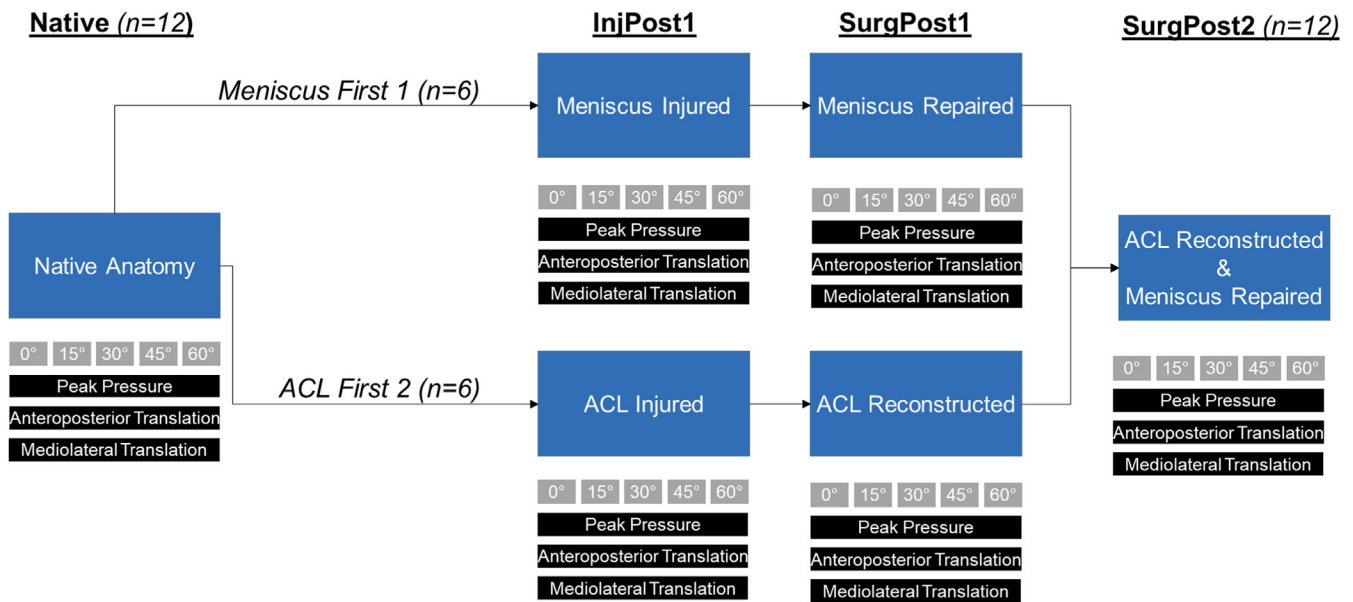 Native (n=12)
InjPost1
SurgPost1
SurgPost2 (n=12)
Meniscus First 1 (n=6)
Meniscus Injured
Meniscus Repaired
0° 15° 30° 45° 60°
Peak Pressure
Anteroposterior Translation
Mediolateral Translation
0° 15° 30° 45° 60°
Peak Pressure
Anteroposterior Translation
Mediolateral Translation
Native Anatomy
0° 15° 30° 45° 60°
Peak Pressure
Anteroposterior Translation
Mediolateral Translation
ACL First 2 (n=6)
ACL Injured
ACL Reconstructed
0° 15° 30° 45° 60°
Peak Pressure
Anteroposterior Translation
Mediolateral Translation
0° 15° 30° 45° 60°
Peak Pressure
Anteroposterior Translation
Mediolateral Translation
ACL Reconstructed
&
Meniscus Repaired
0° 15° 30° 45° 60°
Peak Pressure
Anteroposterior Translation
Mediolateral Translation